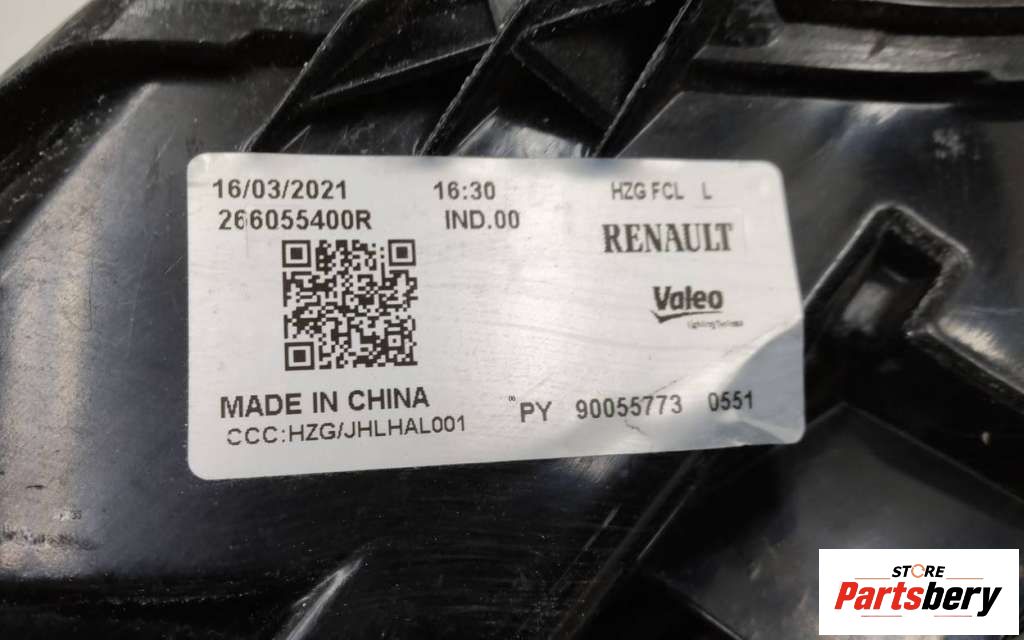 16/03/2021 16:30 HZG FCL L
266055400R IND.00
RENAULT
Valeo
MADE IN CHINA
CCC:HZG/JHLHAL001
PY 90055773 0551
STORE
Partsbery